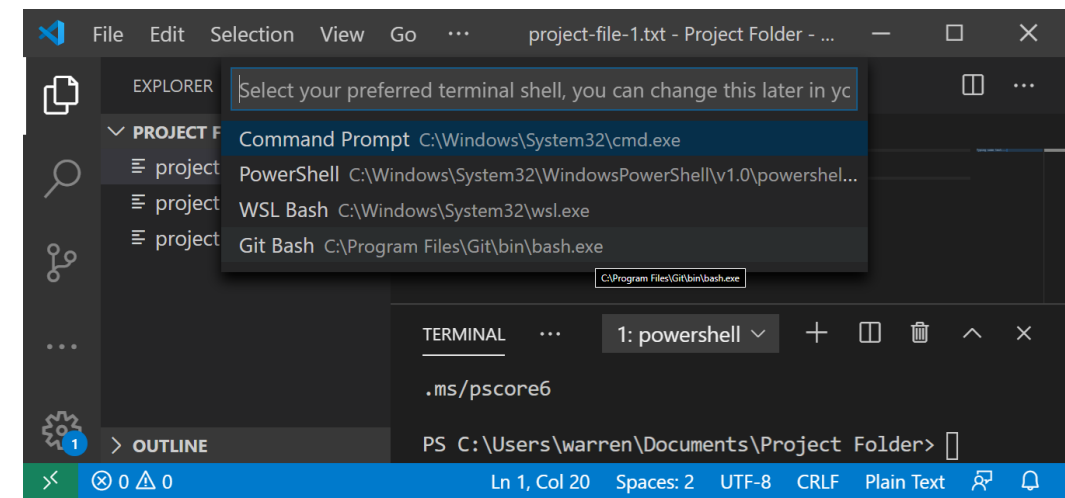 File Edit Selection View Go ··· project-file-1.txt - Project Folder - ...
EXPLORER
Select your preferred terminal shell, you can change this later in yc
PROJECT F
Command Prompt C:\Windows\System32\cmd.exe
project
PowerShell C:\Windows\System32\WindowsPowerShell\v1.0\powershel...
project
WSL Bash C:\Windows\System32\wsl.exe
project
Git Bash C:\Program Files\Git\bin\bash.exe
C:\Program Files\Git\bin\bash.exe
TERMINAL ··· 1: powershell
.ms/pscore6
1
OUTLINE
PS C:\Users\warren\Documents\Project Folder>
0 0 Ln 1, Col 20 Spaces: 2 UTF-8 CRLF Plain Text